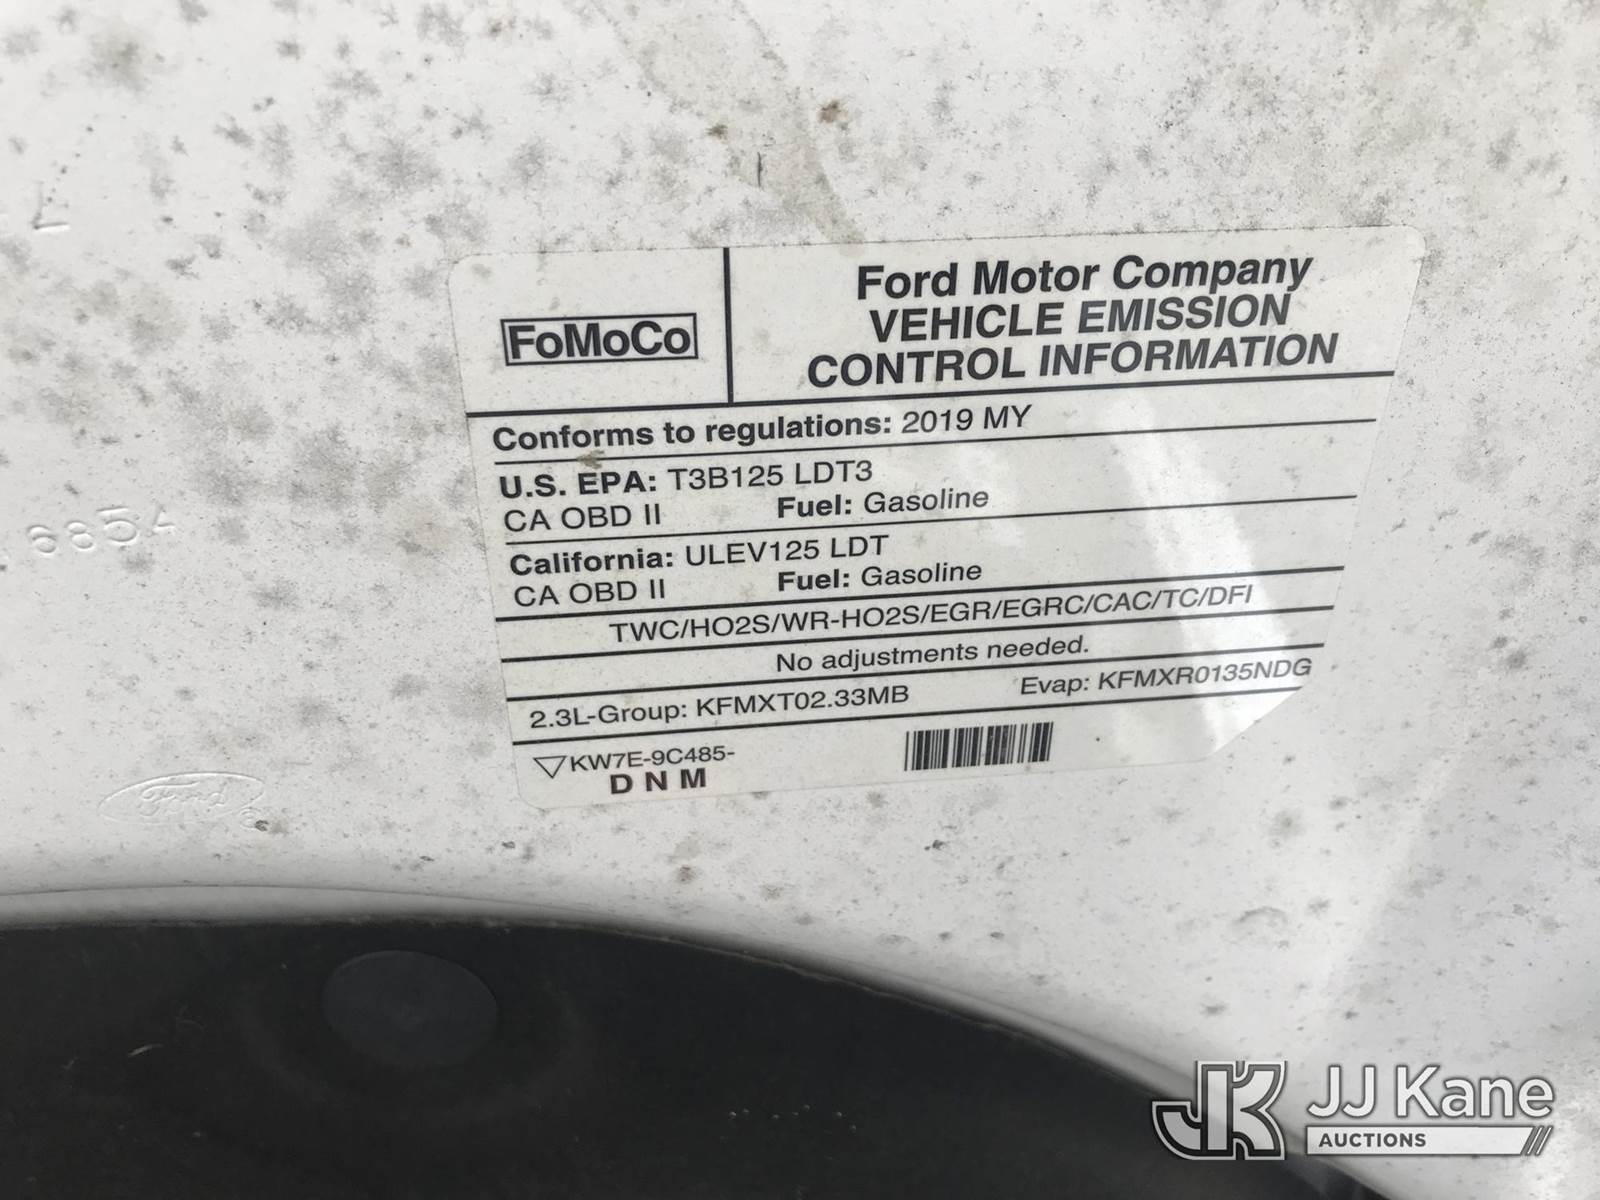 FoMoCo
Ford Motor Company
VEHICLE EMISSION
CONTROL INFORMATION
Conforms to regulations: 2019 MY
U.S. EPA: T3B125 LDT3
CA OBD II Fuel: Gasoline
California: ULEV125 LDT
CA OBD II Fuel: Gasoline
TWC/HO2S/WR-HO2S/EGR/EGRC/CAC/TC/DFI
No adjustments needed.
2.3L-Group: KFMXT02.33MB Evap: KFMXR0135NDG
KW7E-9C485-
DNM
Ford
JK JJ Kane
AUCTIONS